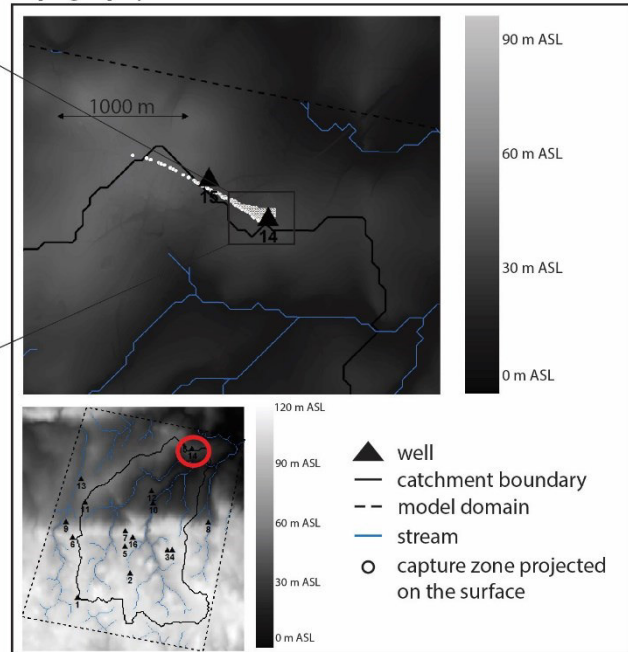 1000 m
15
14
90 m ASL
60 m ASL
30 m ASL
0 m ASL
120 m ASL
90 m ASL
60 m ASL
30 m ASL
0 m ASL
14
13
11
12
10
9
6
7
16
5
34
8
2
1
well
catchment boundary
model domain
stream
capture zone projected
on the surface